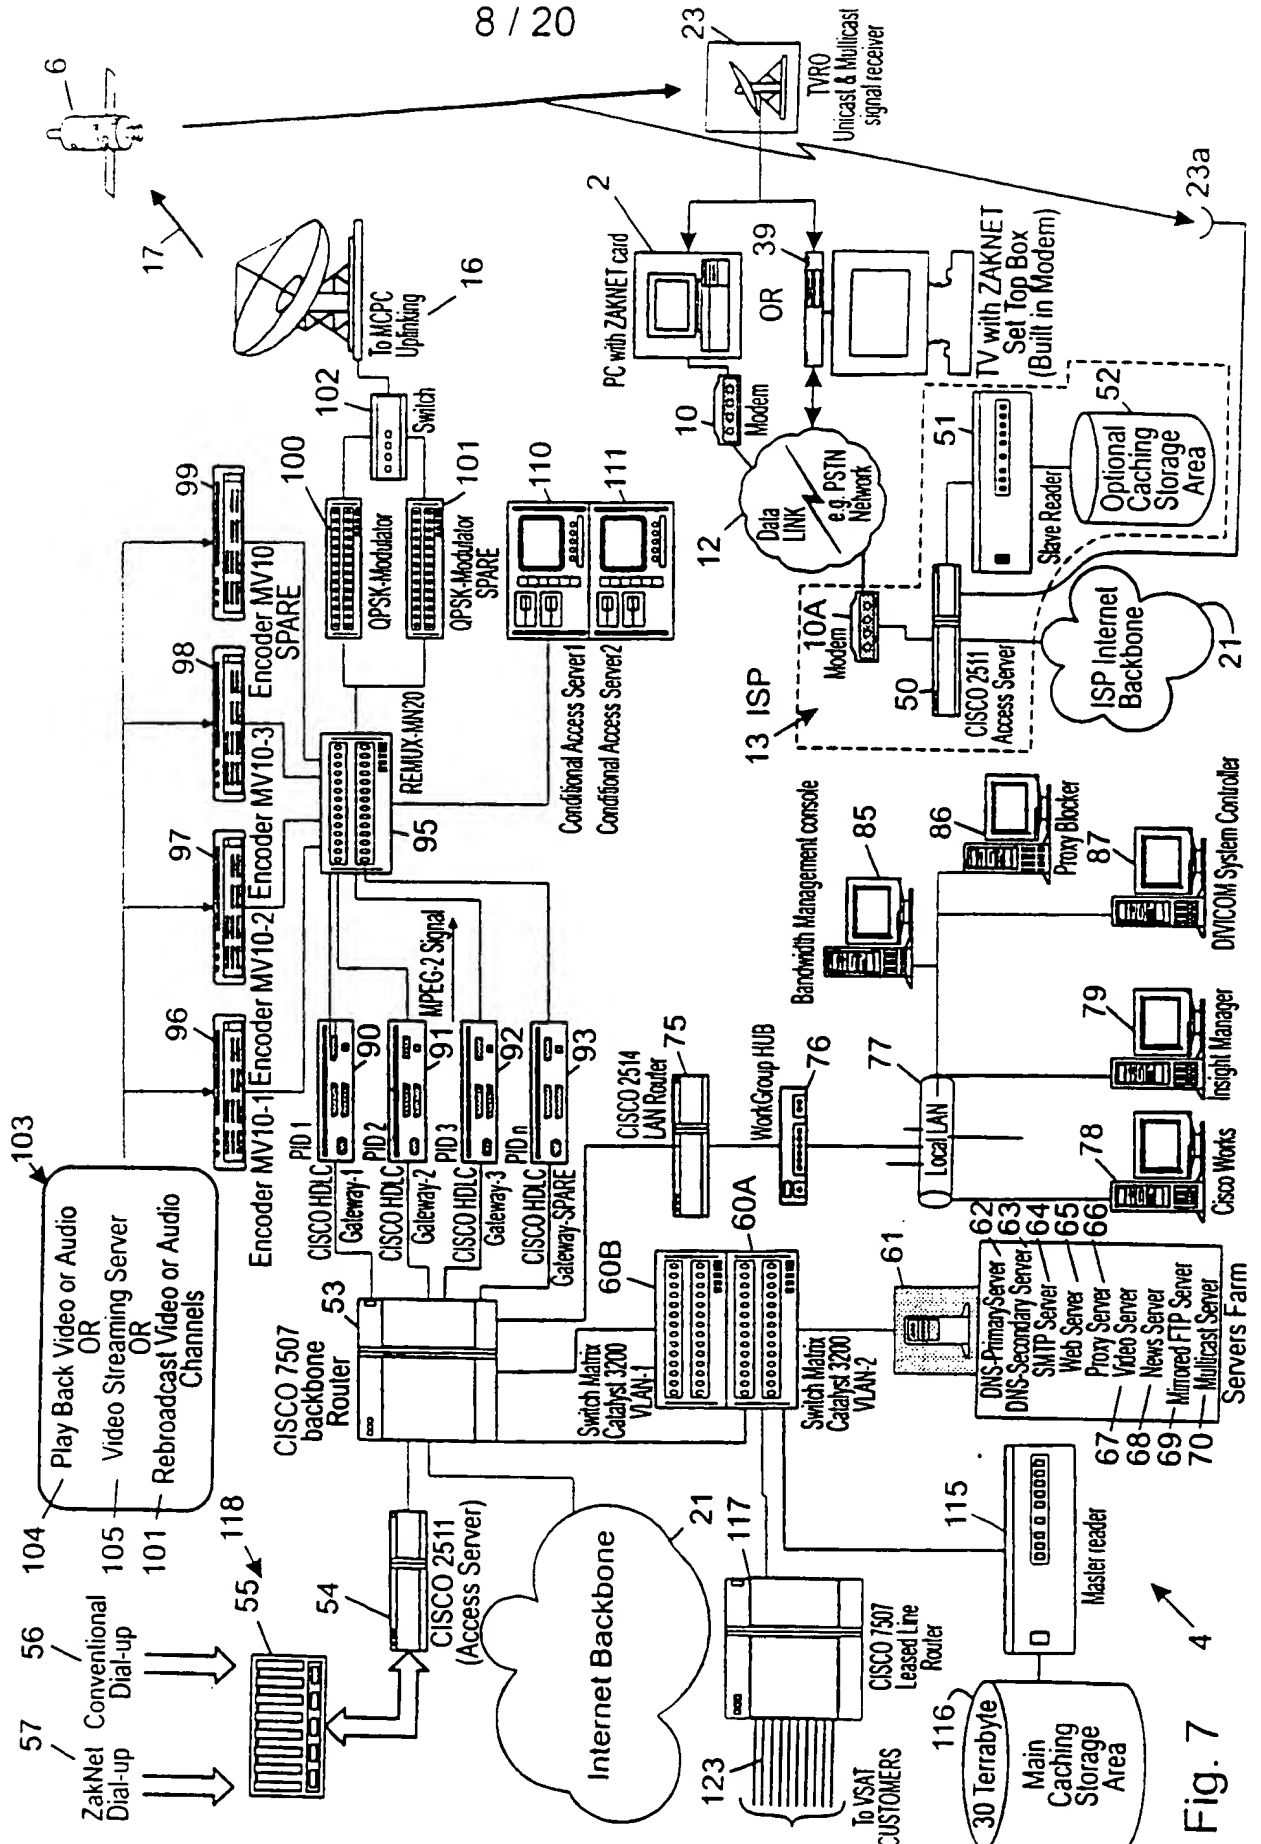 8 / 20
57
56
ZakNet
Dial-up
Conventional
Dial-up
55
118
54
CISCO 2511
(Access Server)
103
104
Play Back Video or Audio
OR
105
Video Streaming Server
OR
101
Rebroadcast Video or Audio
Channels
96
97
98
99
Encoder MV10-1
Encoder MV10-2
Encoder MV10-3
Encoder MV10
SPARE
17
6
100
QPSK-Modulator
101
QPSK-Modulator
SPARE
102
Switch
To MCPC
Uplinking
16
95
REMUX-MN20
110
111
Conditional Access Server1
Conditional Access Server2
53
CISCO 7507
backbone
Router
CISCO HDLC
Gateway-1
PID 1
90
CISCO HDLC
Gateway-2
PID 2
91
MPEG-2 Signal
CISCO HDLC
Gateway-3
PID 3
92
CISCO HDLC
Gateway-SPARE
PID n
93
23
TVRO
Unicast & Mullicast
signal receiver
23a
PC with ZAKNET card
2
OR
39
TV with ZAKNET
Set Top Box
(Built in Modem)
10
Modem
12
Data
LINK
e.g. PSTN
Network
13
ISP
10A
Modem
50
CISCO 2511
Access Server
51
Slave Reader
52
Optional
Caching
Storage
Area
ISP Internet
Backbone
21
CISCO 2514
LAN Router
75
WorkGroup HUB
76
77
Local LAN
78
Cisco Works
79
Insight Manager
Bandwidth Management console
85
86
Proxy Blocker
87
DIVICOM System Controller
60B
60A
Switch Matrix
Catalyst 3200
VLAN-1
Switch Matrix
Catalyst 3200
VLAN-2
61
DNS-PrimaryServer
62
DNS-Secondary Server
63
SMTP Server
64
Web Server
65
Proxy Server
66
67
Video Server
68
News Server
69
Mirrored FTP Server
70
Multicast Server
Servers Farm
Internet Backbone
21
117
CISCO 7507
Leased Line
Router
123
To VSAT
CUSTOMERS
115
Master reader
116
30 Terrabyte
Main
Caching
Storage
Area
4
Fig. 7